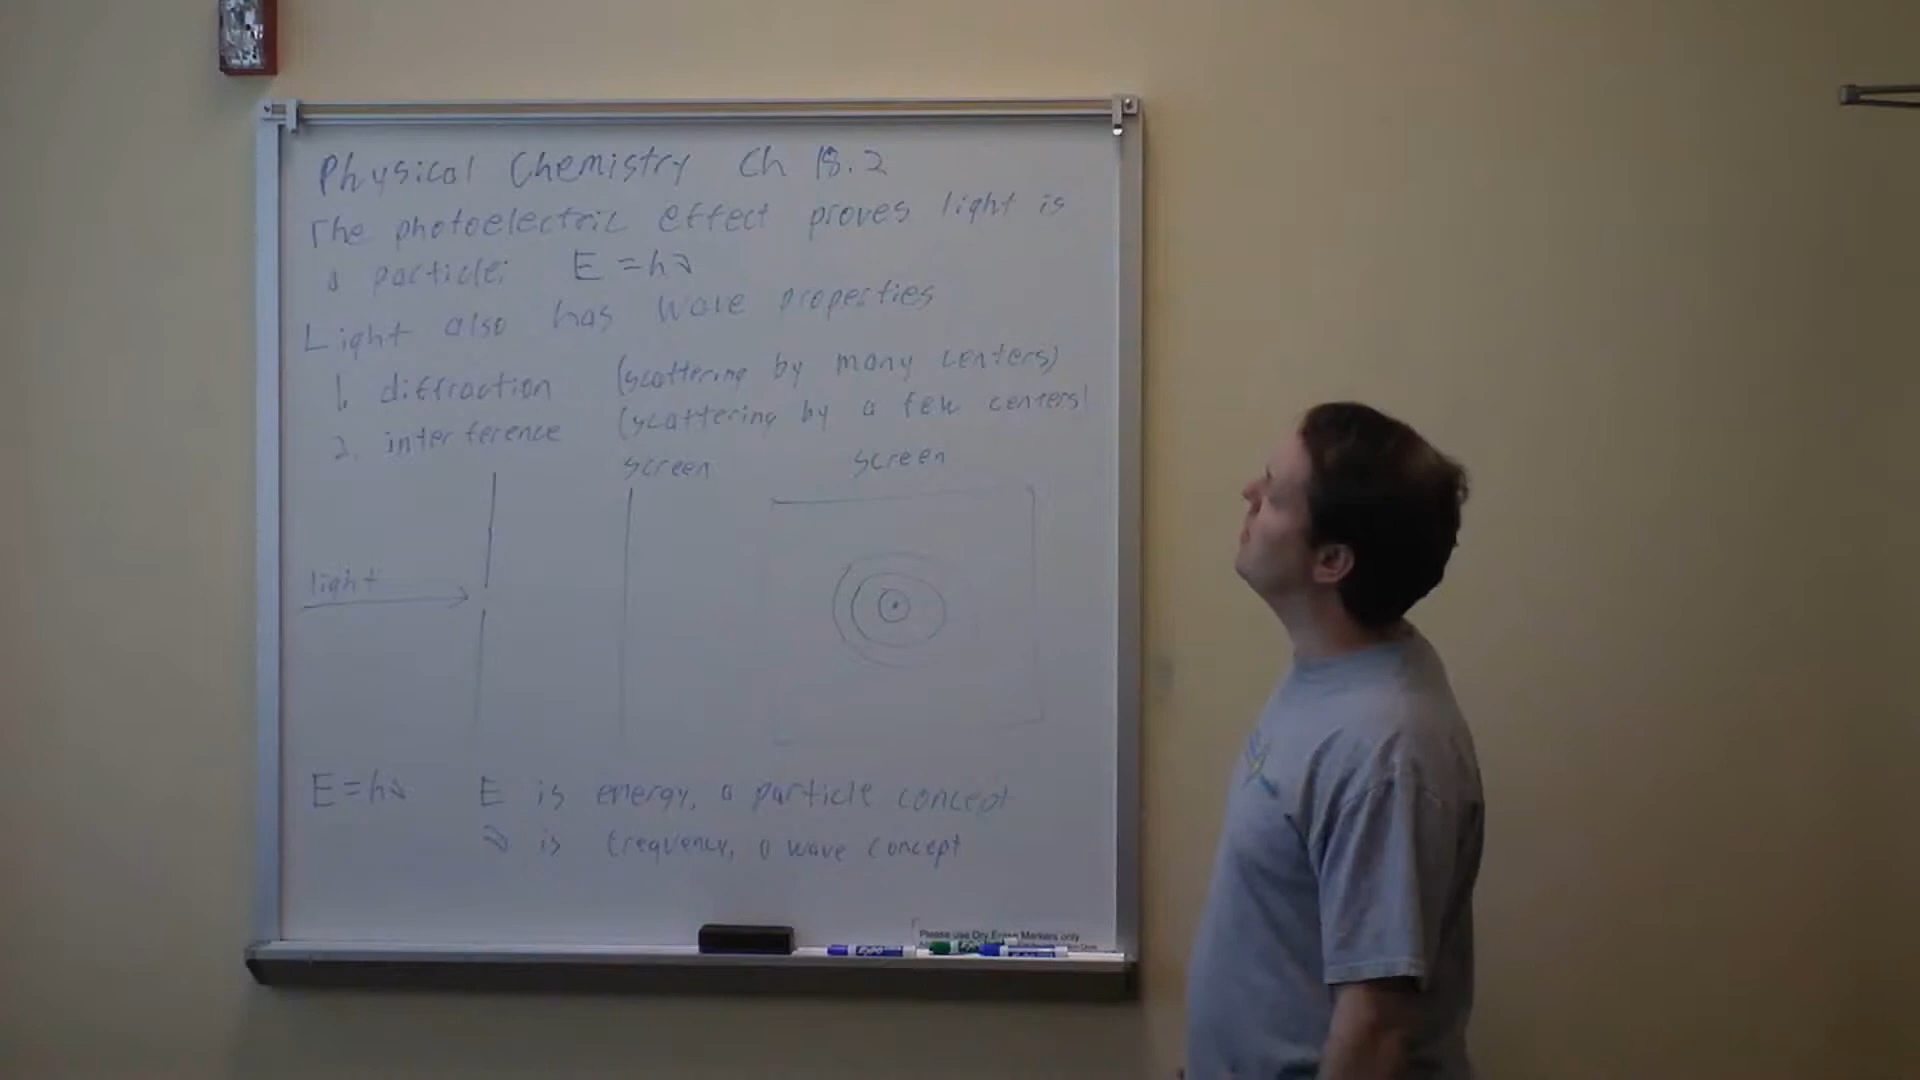 Physical Chemistry Ch 18.2
The photoelectric effect proves light is
a particle: E = hν
Light also has wave properties
1. diffraction (scattering by many centers)
2. interference (scattering by a few centers)
screen screen
light
E = hν E is energy, a particle concept
ν is frequency, a wave concept
Please use Dry Erase Markers only
EXPO EXPO